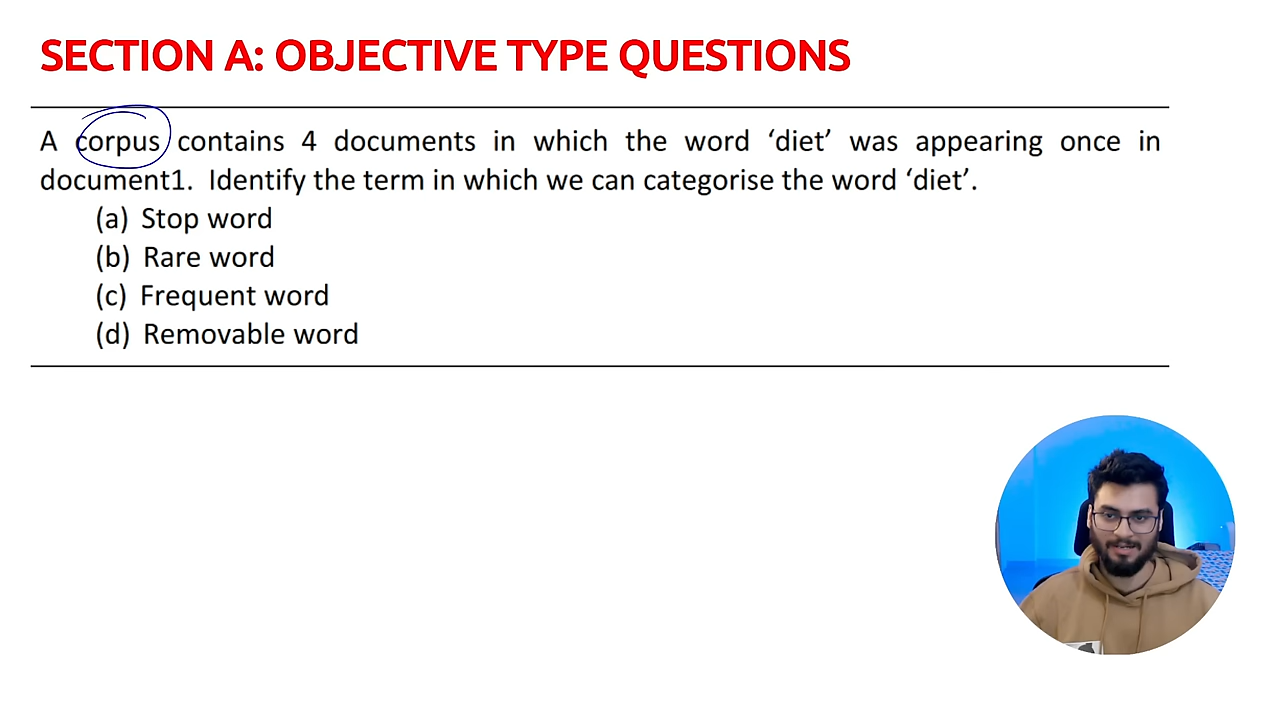 SECTION A: OBJECTIVE TYPE QUESTIONS
A corpus contains 4 documents in which the word ‘diet’ was appearing once in
document1. Identify the term in which we can categorise the word ‘diet’.
(a) Stop word
(b) Rare word
(c) Frequent word
(d) Removable word